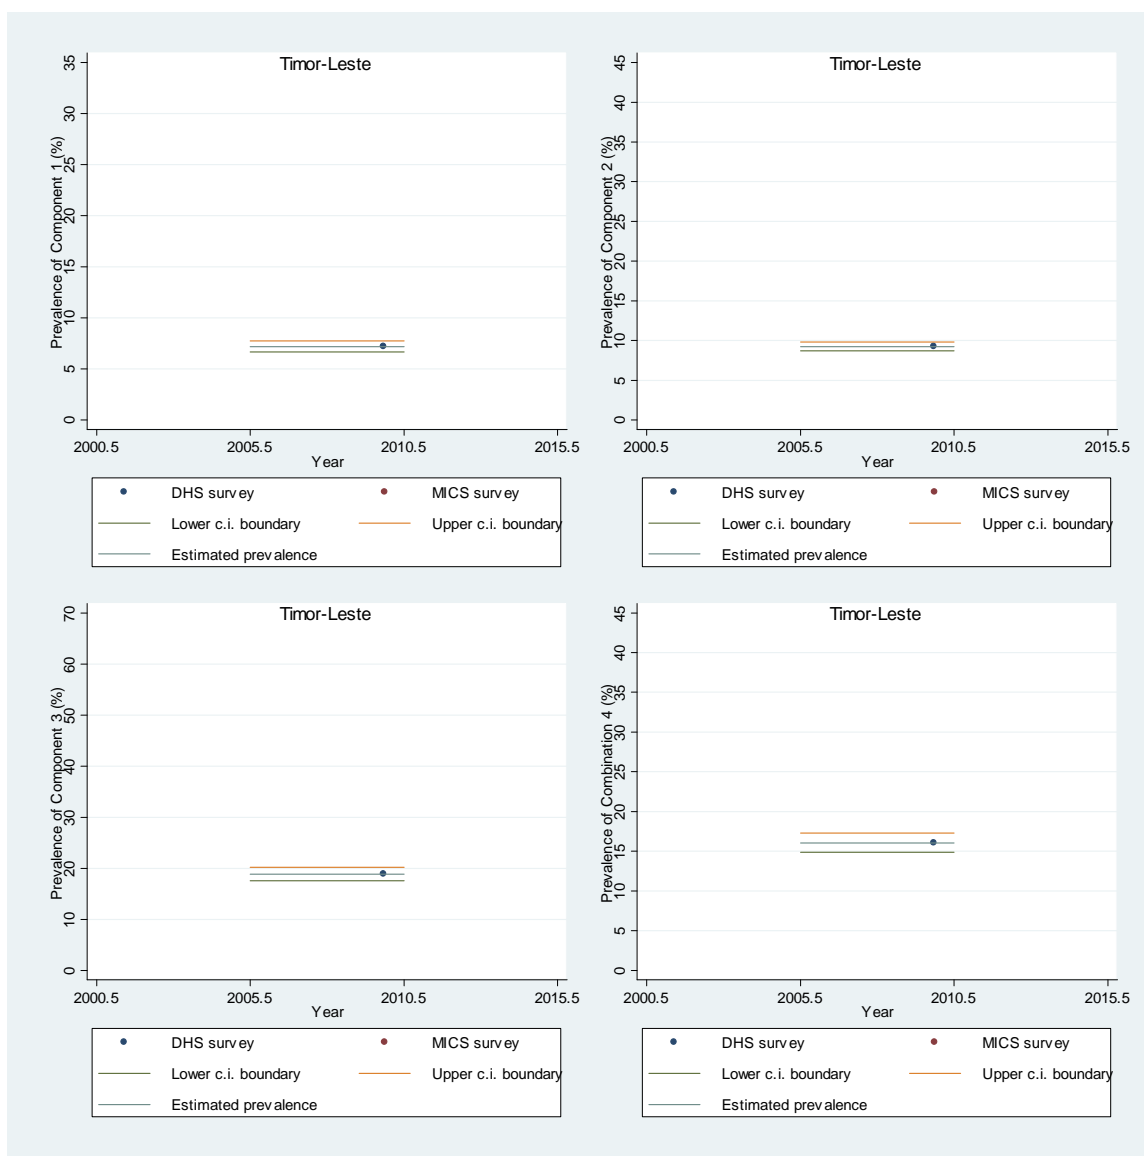 Timor-Leste
Prevalence of Component 1 (%)
35
30
25
20
15
10
5
0
2000.5 2005.5 2010.5 2015.5
Year
DHS survey MICS survey
Lower c.i. boundary Upper c.i. boundary
Estimated prevalence
Timor-Leste
Prevalence of Component 2 (%)
45
40
35
30
25
20
15
10
5
0
2000.5 2005.5 2010.5 2015.5
Year
DHS survey MICS survey
Lower c.i. boundary Upper c.i. boundary
Estimated prevalence
Timor-Leste
Prevalence of Component 3 (%)
70
60
50
40
30
20
10
0
2000.5 2005.5 2010.5 2015.5
Year
DHS survey MICS survey
Lower c.i. boundary Upper c.i. boundary
Estimated prevalence
Timor-Leste
Prevalence of Combination 4 (%)
45
40
35
30
25
20
15
10
5
0
2000.5 2005.5 2010.5 2015.5
Year
DHS survey MICS survey
Lower c.i. boundary Upper c.i. boundary
Estimated prevalence